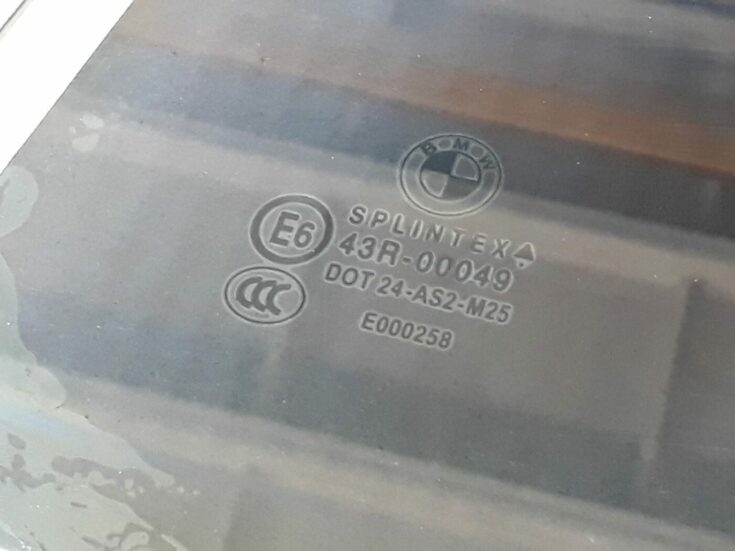 BMW
SPLINTEX
E6
43R-00049
DOT 24-AS2-M25
CCC
E000258